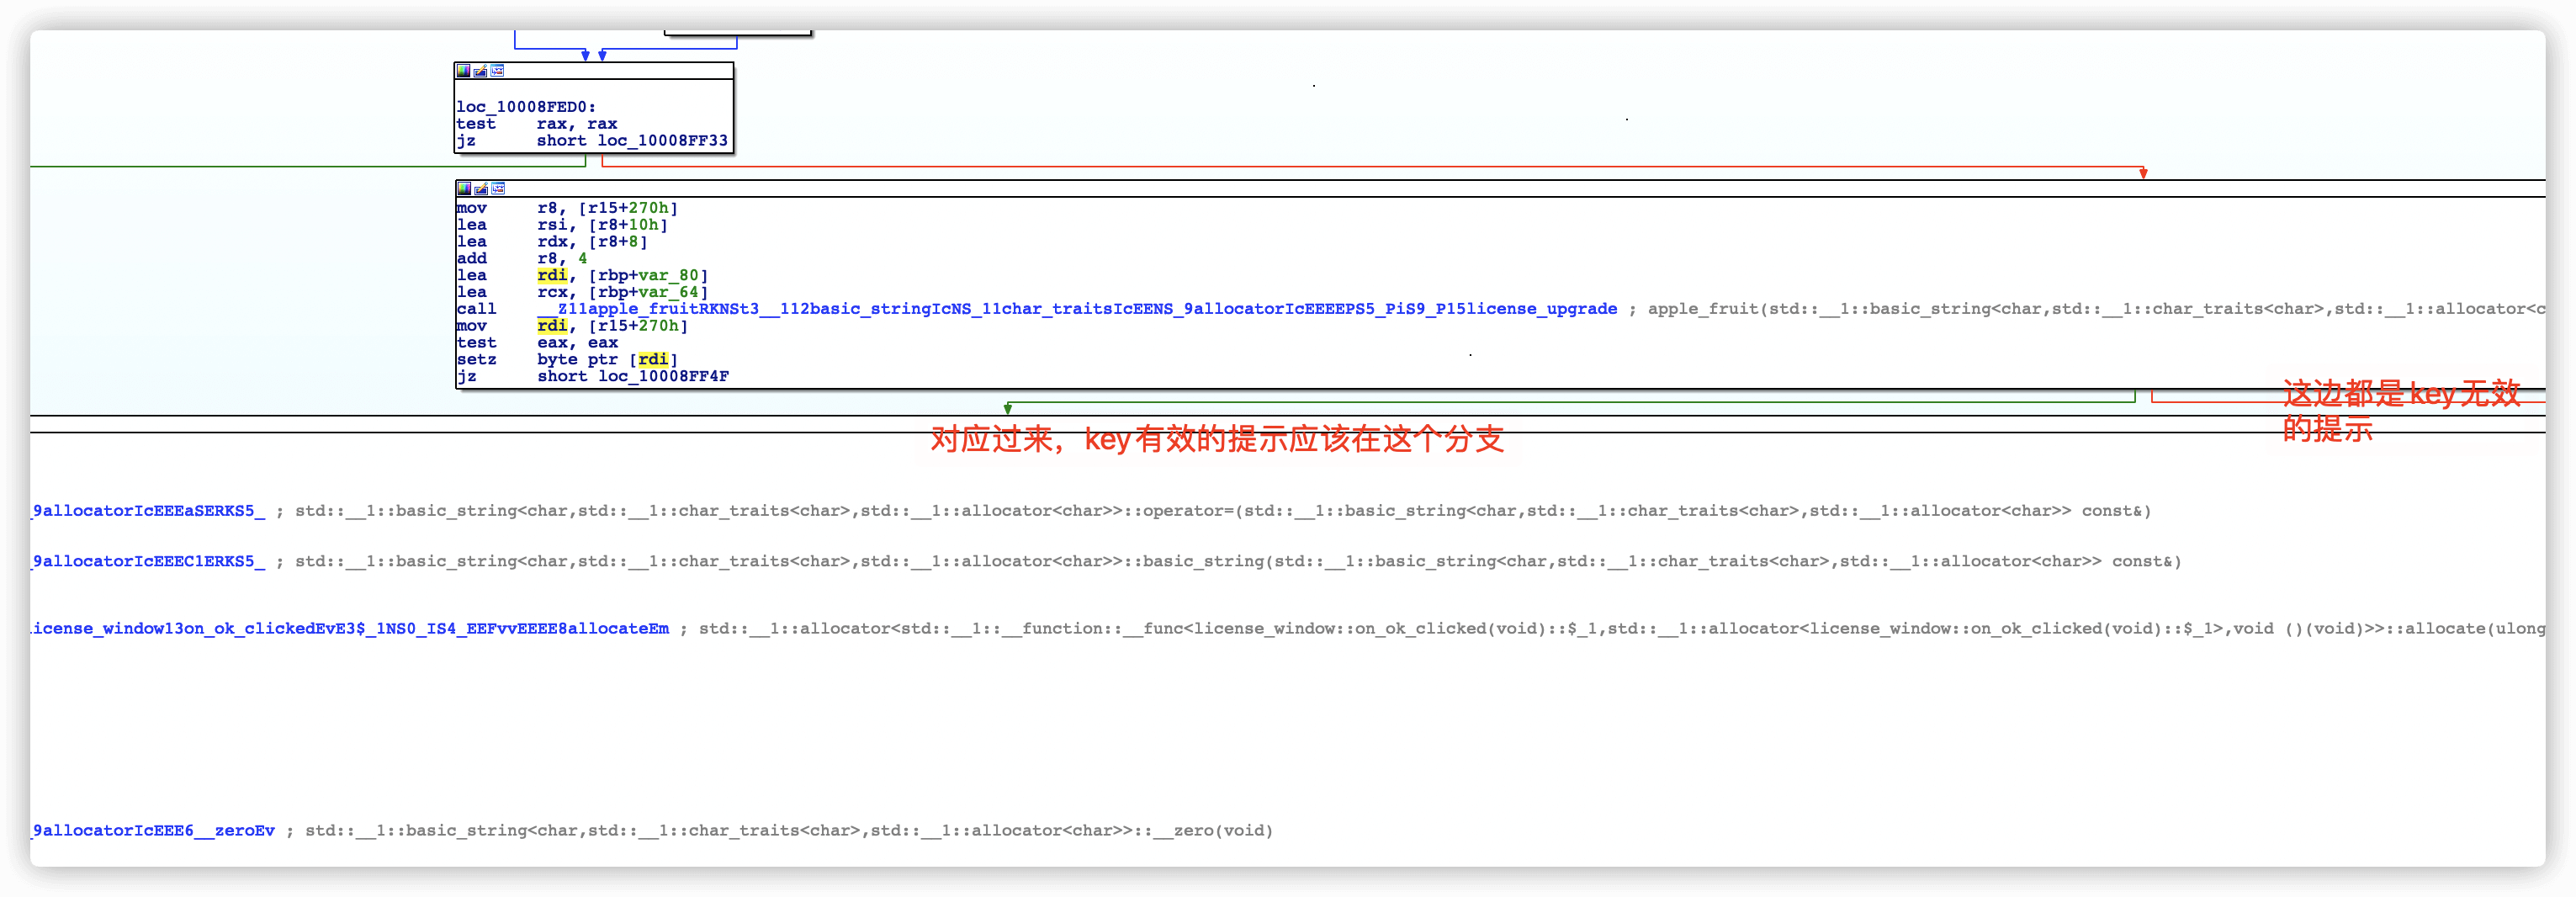 loc_10008FED0:
test rax, rax
jz short loc_10008FF33
mov r8, [r15+270h]
lea rsi, [r8+10h]
lea rdx, [r8+8]
add r8, 4
lea rdi, [rbp+var_80]
lea rcx, [rbp+var_64]
call __Z11apple_fruitRKNSt3__112basic_stringIcNS_11char_traitsIcEENS_9allocatorIcEEEEPS5_PiS9_P15license_upgrade ; apple_fruit(std::__1::basic_string<char,std::__1::char_traits<char>,std::__1::allocator<c
mov rdi, [r15+270h]
test eax, eax
setz byte ptr [rdi]
jz short loc_10008FF4F
这边都是key无效
的提示
对应过来，key有效的提示应该在这个分支
_9allocatorIcEEEaSERKS5_ ; std::__1::basic_string<char,std::__1::char_traits<char>,std::__1::allocator<char>>::operator=(std::__1::basic_string<char,std::__1::char_traits<char>,std::__1::allocator<char>> const&)
_9allocatorIcEEEC1ERKS5_ ; std::__1::basic_string<char,std::__1::char_traits<char>,std::__1::allocator<char>>::basic_string(std::__1::basic_string<char,std::__1::char_traits<char>,std::__1::allocator<char>> const&)
icense_window13on_ok_clickedEvE3$_1NS0_IS4_EEFvvEEEE8allocateEm ; std::__1::allocator<std::__1::__function::__func<license_window::on_ok_clicked(void)::$_1,std::__1::allocator<license_window::on_ok_clicked(void)::$_1>,void ()(void)>>::allocate(ulong
_9allocatorIcEEE6__zeroEv ; std::__1::basic_string<char,std::__1::char_traits<char>,std::__1::allocator<char>>::__zero(void)